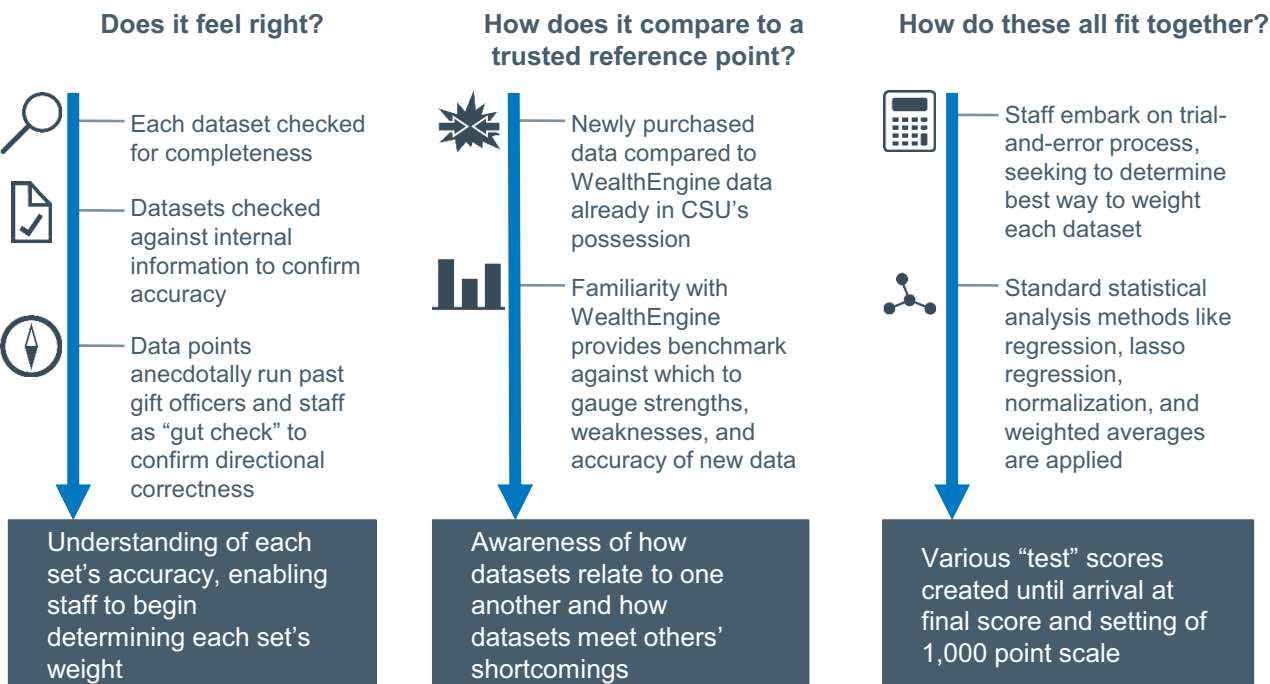 Does it feel right?
Each dataset checked
for completeness
Datasets checked
against internal
information to confirm
accuracy
Data points
anecdotally run past
gift officers and staff
as “gut check” to
confirm directional
correctness
Understanding of each
set’s accuracy, enabling
staff to begin
determining each set’s
weight
How does it compare to a
trusted reference point?
Newly purchased
data compared to
WealthEngine data
already in CSU’s
possession
Familiarity with
WealthEngine
provides benchmark
against which to
gauge strengths,
weaknesses, and
accuracy of new data
Awareness of how
datasets relate to one
another and how
datasets meet others’
shortcomings
How do these all fit together?
Staff embark on trial-
and-error process,
seeking to determine
best way to weight
each dataset
Standard statistical
analysis methods like
regression, lasso
regression,
normalization, and
weighted averages
are applied
Various “test” scores
created until arrival at
final score and setting of
1,000 point scale